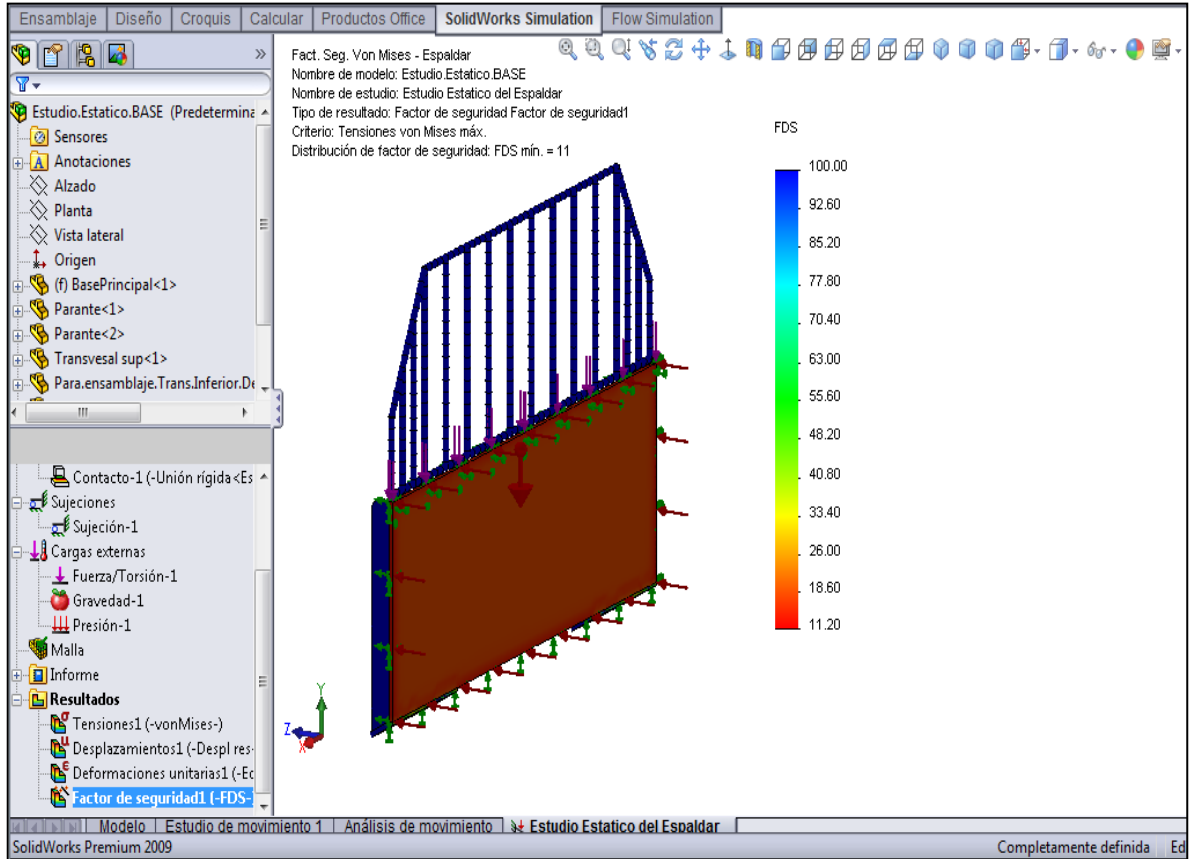 Ensamblaje Diseño Croquis Calcular Productos Office SolidWorks Simulation Flow Simulation
Estudio.Estatico.BASE (Predetermina
Sensores
Anotaciones
Alzado
Planta
Vista lateral
Origen
(f) BasePrincipal<1>
Parante<1>
Parante<2>
Transvesal sup<1>
Para.ensamblaje.Trans.Inferior.De
Contacto-1 (-Unión rígida<Es
Sujeciones
Sujeción-1
Cargas externas
Fuerza/Torsión-1
Gravedad-1
Presión-1
Malla
Informe
Resultados
Tensiones1 (-vonMises-)
Desplazamientos1 (-Despl res-
Deformaciones unitarias1 (-Ec
Factor de seguridad1 (-FDS-
Fact. Seg. Von Mises - Espaldar
Nombre de modelo: Estudio.Estatico.BASE
Nombre de estudio: Estudio Estatico del Espaldar
Tipo de resultado: Factor de seguridad Factor de seguridad1
Criterio: Tensiones von Mises máx.
Distribución de factor de seguridad: FDS mín. = 11
FDS
100.00
92.60
85.20
77.80
70.40
63.00
55.60
48.20
40.80
33.40
26.00
18.60
11.20
Y
Z
X
Modelo Estudio de movimiento 1 Análisis de movimiento Estudio Estatico del Espaldar
SolidWorks Premium 2009 Completamente definida Ed